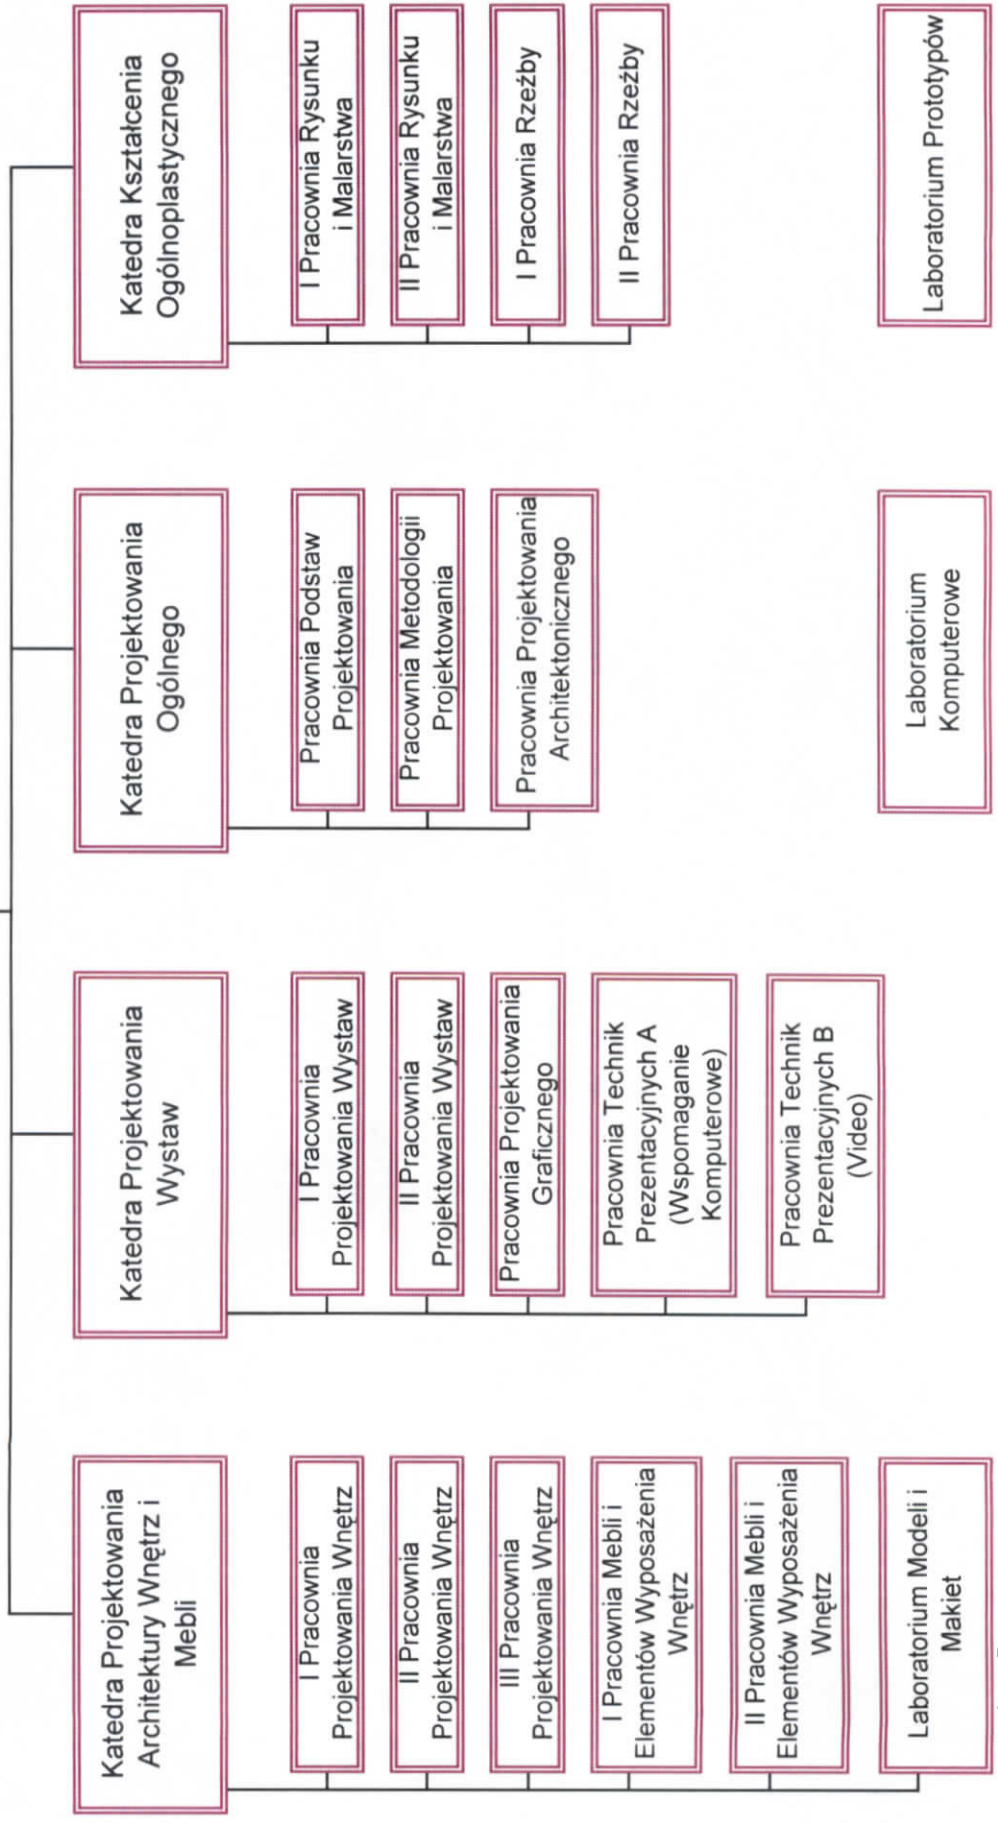 Katedra Projektowania
Architektury Wnętrz i
Mebli
I Pracownia
Projektowania Wnętrz
II Pracownia
Projektowania Wnętrz
III Pracownia
Projektowania Wnętrz
I Pracownia Mebli i
Elementów Wyposażenia
Wnętrz
II Pracownia Mebli i
Elementów Wyposażenia
Wnętrz
Laboratorium Modeli i
Makiet
Katedra Projektowania
Wystaw
I Pracownia
Projektowania Wystaw
II Pracownia
Projektowania Wystaw
Pracownia Projektowania
Graficznego
Pracownia Technik
Prezentacyjnych A
(Wspomaganie
Komputerowe)
Pracownia Technik
Prezentacyjnych B
(Video)
Katedra Projektowania
Ogólnego
Pracownia Podstaw
Projektowania
Pracownia Metodologii
Projektowania
Pracownia Projektowania
Architektonicznego
Laboratorium
Komputerowe
Katedra Kształcenia
Ogólnoplastycznego
I Pracownia Rysunku
i Malarstwa
II Pracownia Rysunku
i Malarstwa
I Pracownia Rzeźby
II Pracownia Rzeźby
Laboratorium Prototypów